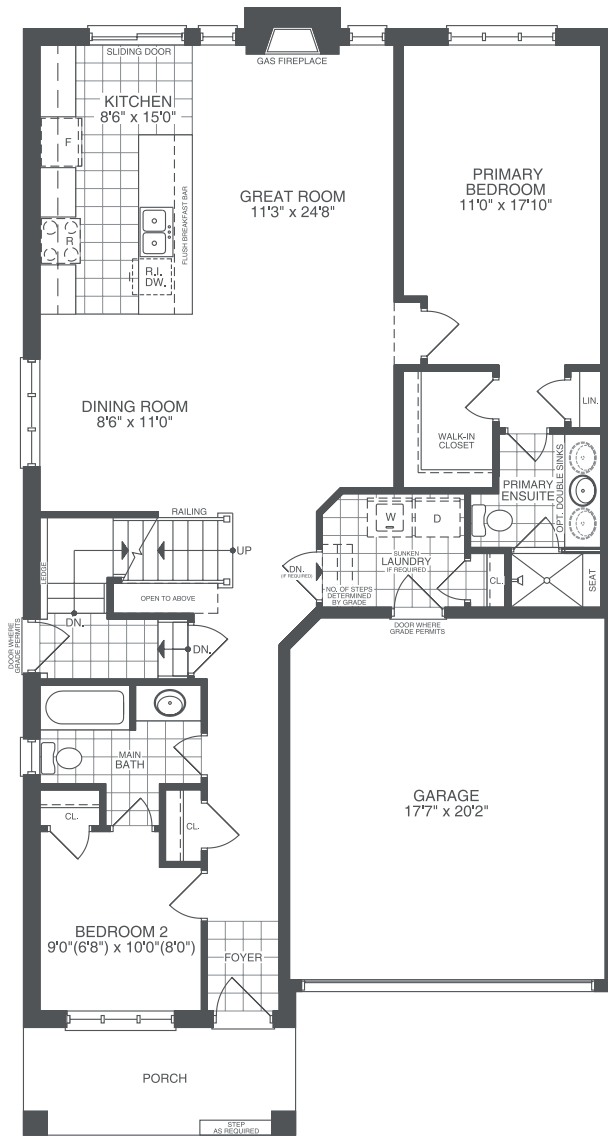 SLIDING DOOR
GAS FIREPLACE
KITCHEN
8'6" x 15'0"
F
FLUSH BREAKFAST BAR
R
R.I.
DW.
GREAT ROOM
11'3" x 24'8"
PRIMARY
BEDROOM
11'0" x 17'10"
DINING ROOM
8'6" x 11'0"
LIN.
WALK-IN
CLOSET
PRIMARY
ENSUITE
OPT. DOUBLE SINKS
RAILING
UP
LEDGE
OPEN TO ABOVE
W
D
SUNKEN
LAUNDRY
IF REQUIRED
DN.
(IF REQUIRED)
NO. OF STEPS
DETERMINED
BY GRADE
CL.
SEAT
DOOR WHERE
GRADE PERMITS
DN.
DN.
DOOR WHERE
GRADE PERMITS
MAIN
BATH
CL.
CL.
GARAGE
17'7" x 20'2"
BEDROOM 2
9'0"(6'8") x 10'0"(8'0")
FOYER
PORCH
STEP
AS REQUIRED